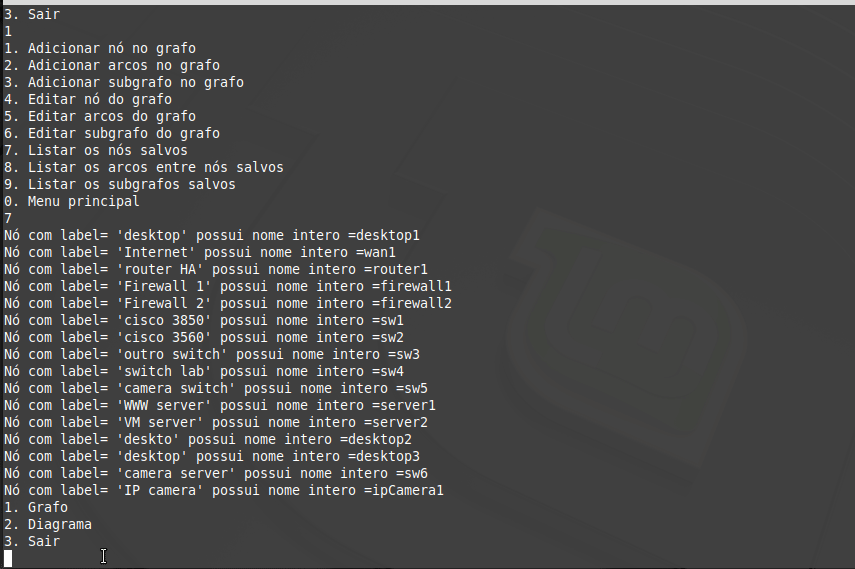 3. Sair
1
1. Adicionar nó no grafo
2. Adicionar arcos no grafo
3. Adicionar subgrafo no grafo
4. Editar nó do grafo
5. Editar arcos do grafo
6. Editar subgrafo do grafo
7. Listar os nós salvos
8. Listar os arcos entre nós salvos
9. Listar os subgrafos salvos
0. Menu principal
7
Nó com label= 'desktop' possui nome intero =desktop1
Nó com label= 'Internet' possui nome intero =wan1
Nó com label= 'router HA' possui nome intero =router1
Nó com label= 'Firewall 1' possui nome intero =firewall1
Nó com label= 'Firewall 2' possui nome intero =firewall2
Nó com label= 'cisco 3850' possui nome intero =sw1
Nó com label= 'cisco 3560' possui nome intero =sw2
Nó com label= 'outro switch' possui nome intero =sw3
Nó com label= 'switch lab' possui nome intero =sw4
Nó com label= 'camera switch' possui nome intero =sw5
Nó com label= 'WWW server' possui nome intero =server1
Nó com label= 'VM server' possui nome intero =server2
Nó com label= 'deskto' possui nome intero =desktop2
Nó com label= 'desktop' possui nome intero =desktop3
Nó com label= 'camera server' possui nome intero =sw6
Nó com label= 'IP camera' possui nome intero =ipCamera1
1. Grafo
2. Diagrama
3. Sair